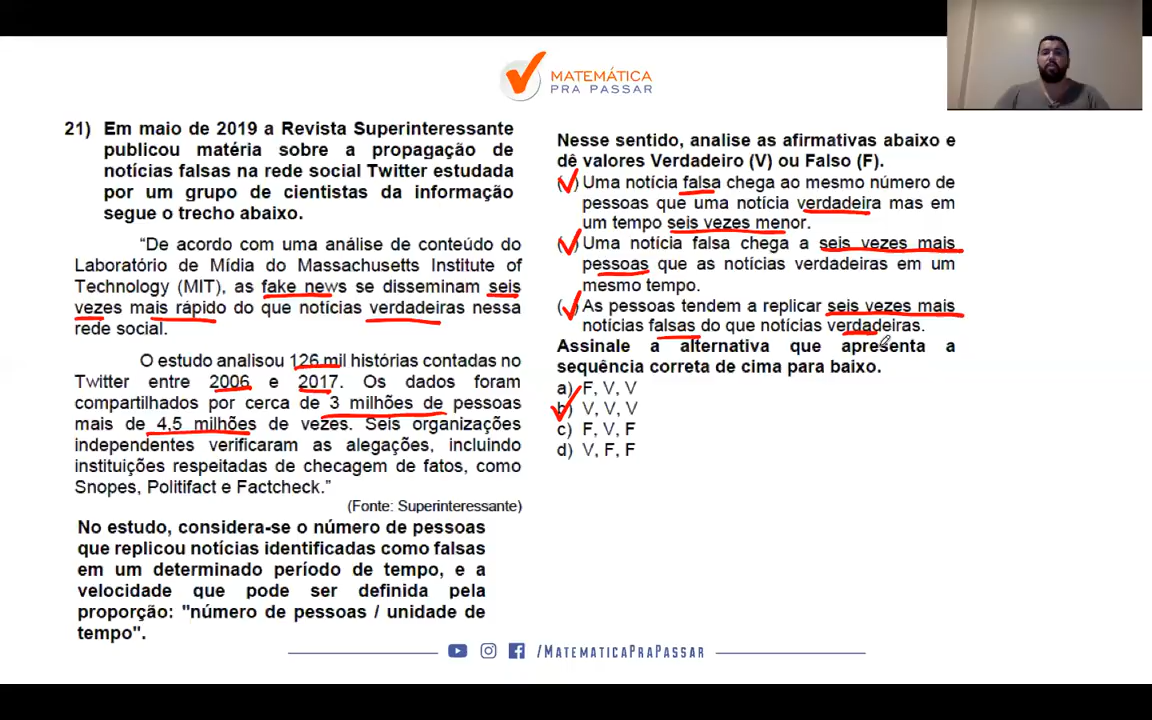 MATEMÁTICA
PRA PASSAR
21) Em maio de 2019 a Revista Superinteressante
publicou matéria sobre a propagação de
notícias falsas na rede social Twitter estudada
por um grupo de cientistas da informação
segue o trecho abaixo.
“De acordo com uma análise de conteúdo do
Laboratório de Mídia do Massachusetts Institute of
Technology (MIT), as fake news se disseminam seis
vezes mais rápido do que notícias verdadeiras nessa
rede social.
O estudo analisou 126 mil histórias contadas no
Twitter entre 2006 e 2017. Os dados foram
compartilhados por cerca de 3 milhões de pessoas
mais de 4,5 milhões de vezes. Seis organizações
independentes verificaram as alegações, incluindo
instituições respeitadas de checagem de fatos, como
Snopes, Politifact e Factcheck.”
(Fonte: Superinteressante)
No estudo, considera-se o número de pessoas
que replicou notícias identificadas como falsas
em um determinado período de tempo, e a
velocidade que pode ser definida pela
proporção: "número de pessoas / unidade de
tempo".
Nesse sentido, analise as afirmativas abaixo e
dê valores Verdadeiro (V) ou Falso (F).
( ) Uma notícia falsa chega ao mesmo número de
pessoas que uma notícia verdadeira mas em
um tempo seis vezes menor.
( ) Uma notícia falsa chega a seis vezes mais
pessoas que as notícias verdadeiras em um
mesmo tempo.
( ) As pessoas tendem a replicar seis vezes mais
notícias falsas do que notícias verdadeiras.
Assinale a alternativa que apresenta a
sequência correta de cima para baixo.
a) F, V, V
b) V, V, V
c) F, V, F
d) V, F, F
/MATEMATICAPRAPASSAR